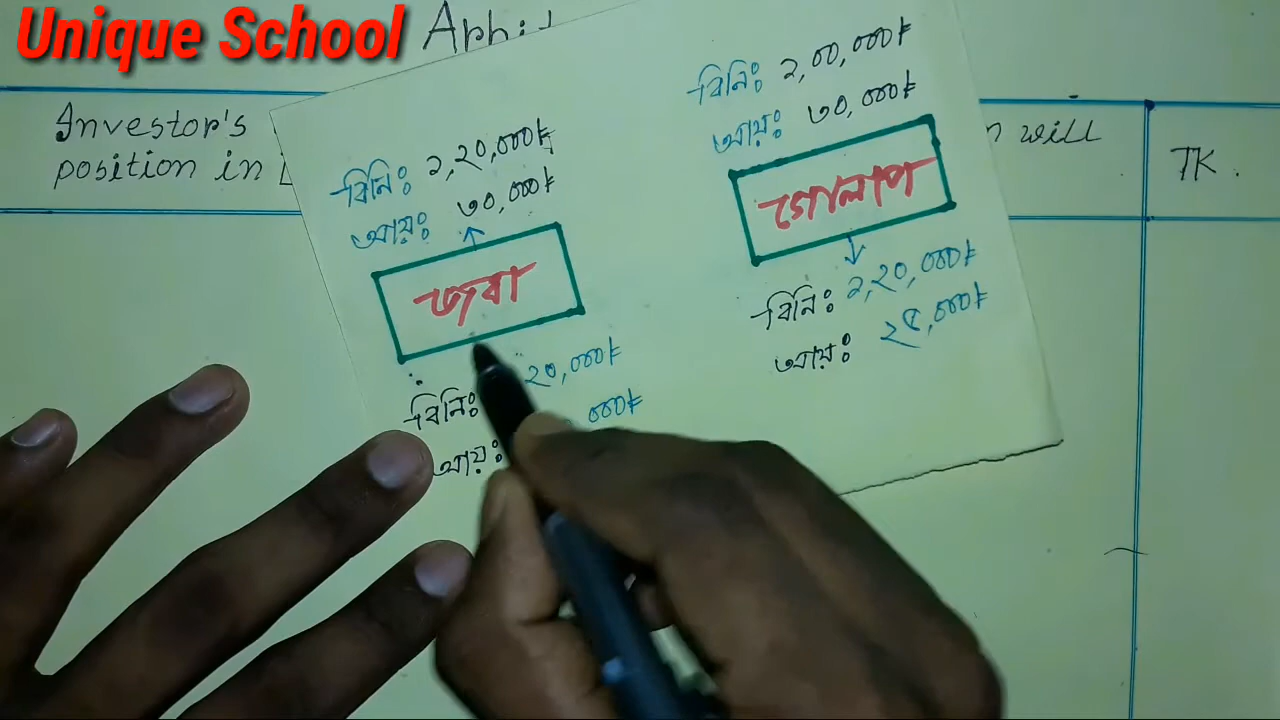 Unique School
Investor's
position in
n will
TK.
বিনিঃ ২,২০,০০০৳
আয়ঃ ৩০,০০০৳
জবা
বিনিঃ ২০,০০০৳
আয়ঃ ০০০৳
বিনিঃ ২,০০,০০০৳
আয়ঃ ৩০,০০০৳
গোলাপ
বিনিঃ ২,২০,০০০৳
আয়ঃ ২৫,০০০৳